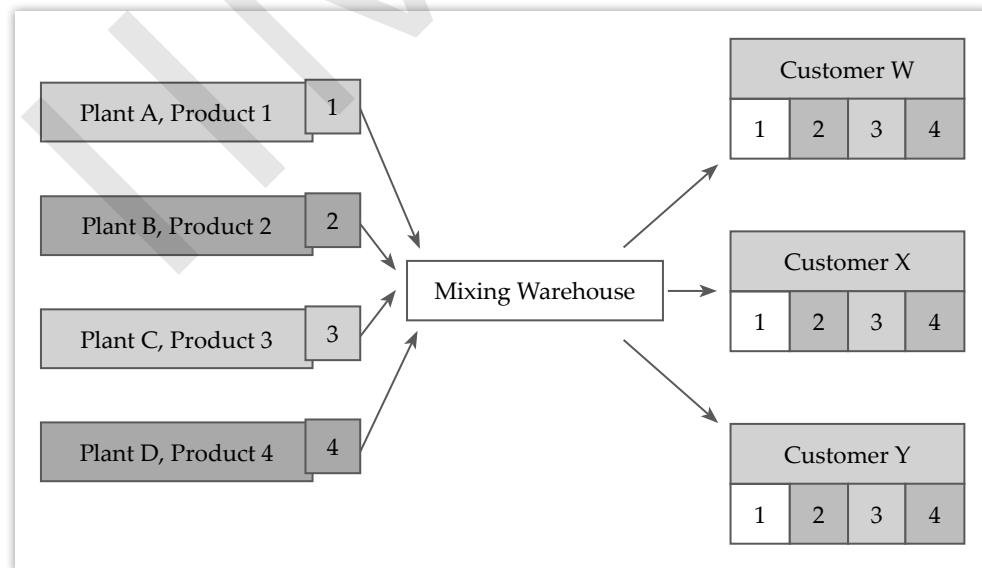 Plant A, Product 1
1
Plant B, Product 2
2
Plant C, Product 3
3
Plant D, Product 4
4
Mixing Warehouse
Customer W
1 2 3 4
Customer X
1 2 3 4
Customer Y
1 2 3 4